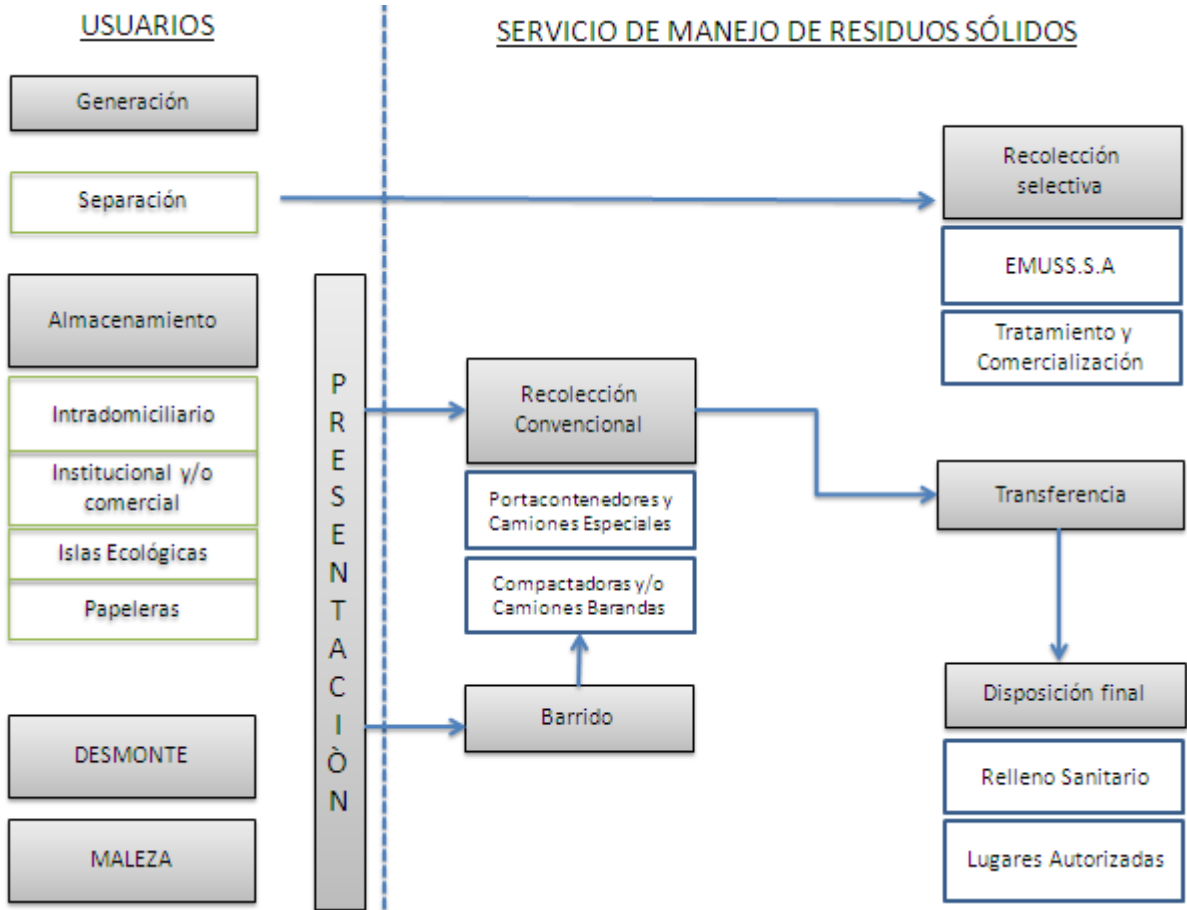 USUARIOS
SERVICIO DE MANEJO DE RESIDUOS SÓLIDOS
Generación
Separación
Almacenamiento
Intradomiciliario
Institucional y/o
comercial
Islas Ecológicas
Papeleras
DESMONTE
MALEZA
P
R
E
S
E
N
T
A
C
I
Ò
N
Recolección
Convencional
Portacontenedores y
Camiones Especiales
Compactadoras y/o
Camiones Barandas
Barrido
Recolección
selectiva
EMUSS.S.A
Tratamiento y
Comercialización
Transferencia
Disposición final
Relleno Sanitario
Lugares Autorizadas